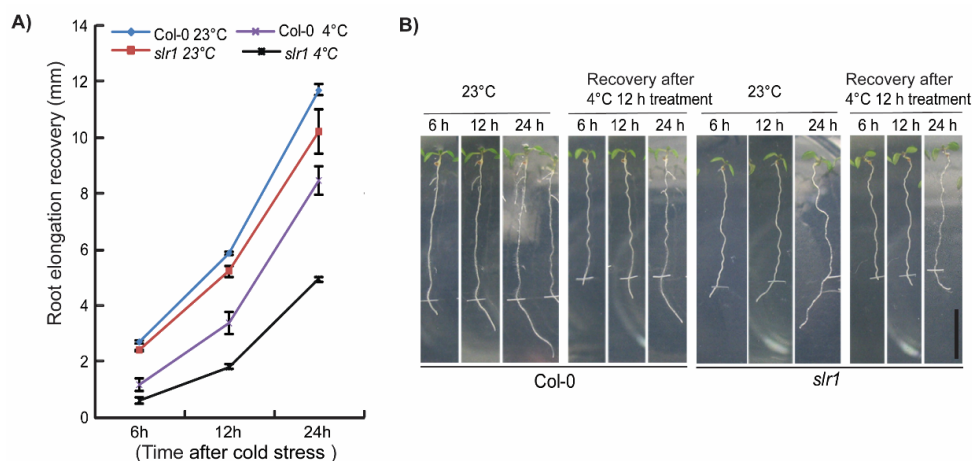 A)
Root elongation recovery (mm)
14
12
10
8
6
4
2
0
Col-0 23°C
Col-0 4°C
slr1 23°C
slr1 4°C
6h
12h
24h
(Time after cold stress )
B)
23°C
Recovery after
4°C 12 h treatment
23°C
Recovery after
4°C 12 h treatment
6 h
12 h
24 h
6 h
12 h
24 h
6 h
12 h
24 h
6 h
12 h
24 h
Col-0
slr1